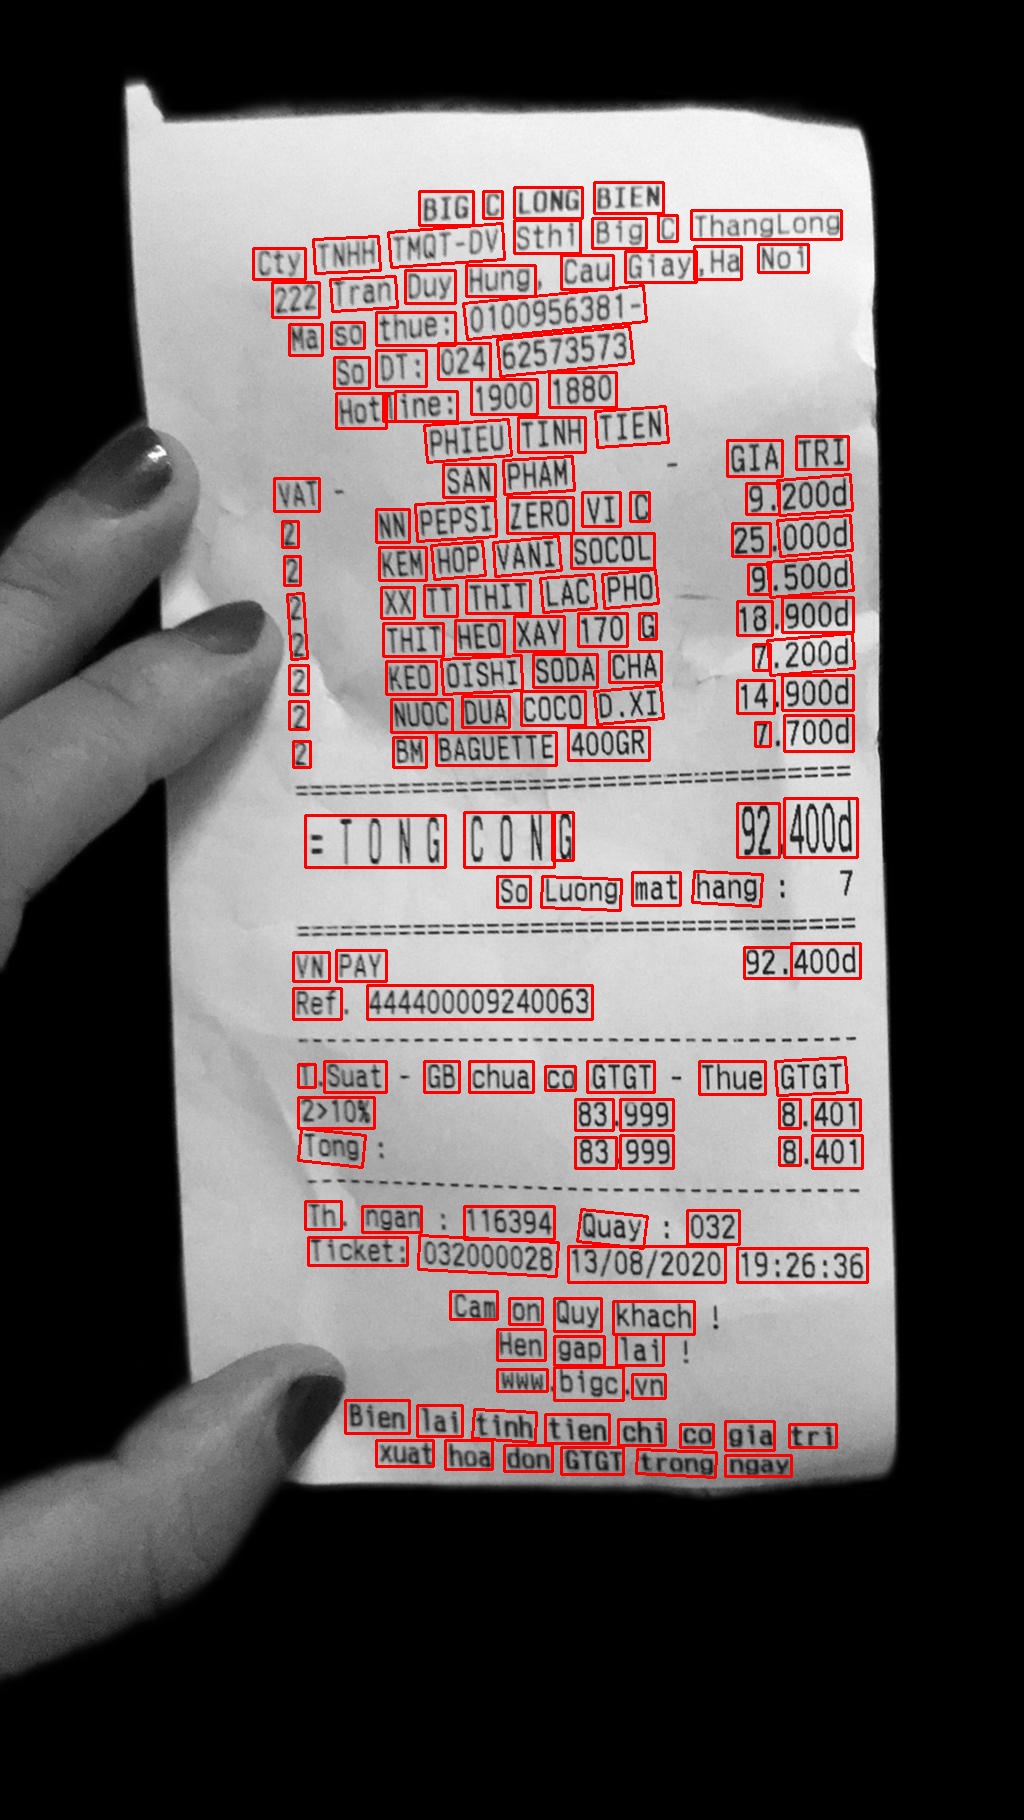 BIG C LONG BIEN
Cty TNHH TMQT-DV Sthi Big C ThangLong
222 Tran Duy Hung, Cau Giay,Ha Noi
Ma so thue: 0100956381-
So DT: 024 62573573
Hotline: 1900 1880
PHIEU TINH TIEN
VAT - SAN PHAM - GIA TRI
2 NN PEPSI ZERO VI C 9.200d
2 KEM HOP VANI SOCOL 25.000d
2 XX TT THIT LAC PHO 9.500d
2 THIT HEO XAY 170 G 18.900d
2 KEO OISHI SODA CHA 7.200d
2 NUOC DUA COCO D.XI 14.900d
2 BM BAGUETTE 400GR 7.700d
=TONG CONG 92.400d
So Luong mat hang : 7
VN PAY 92.400d
Ref. 444400009240063
T.Suat - GB chua co GTGT - Thue GTGT
2>10% 83.999 8.401
Tong : 83.999 8.401
Th. ngan : 116394 Quay : 032
Ticket: 032000028 13/08/2020 19:26:36
Cam on Quy khach !
Hen gap lai !
www.bigc.vn
Bien lai tinh tien chi co gia tri
xuat hoa don GTGT trong ngay